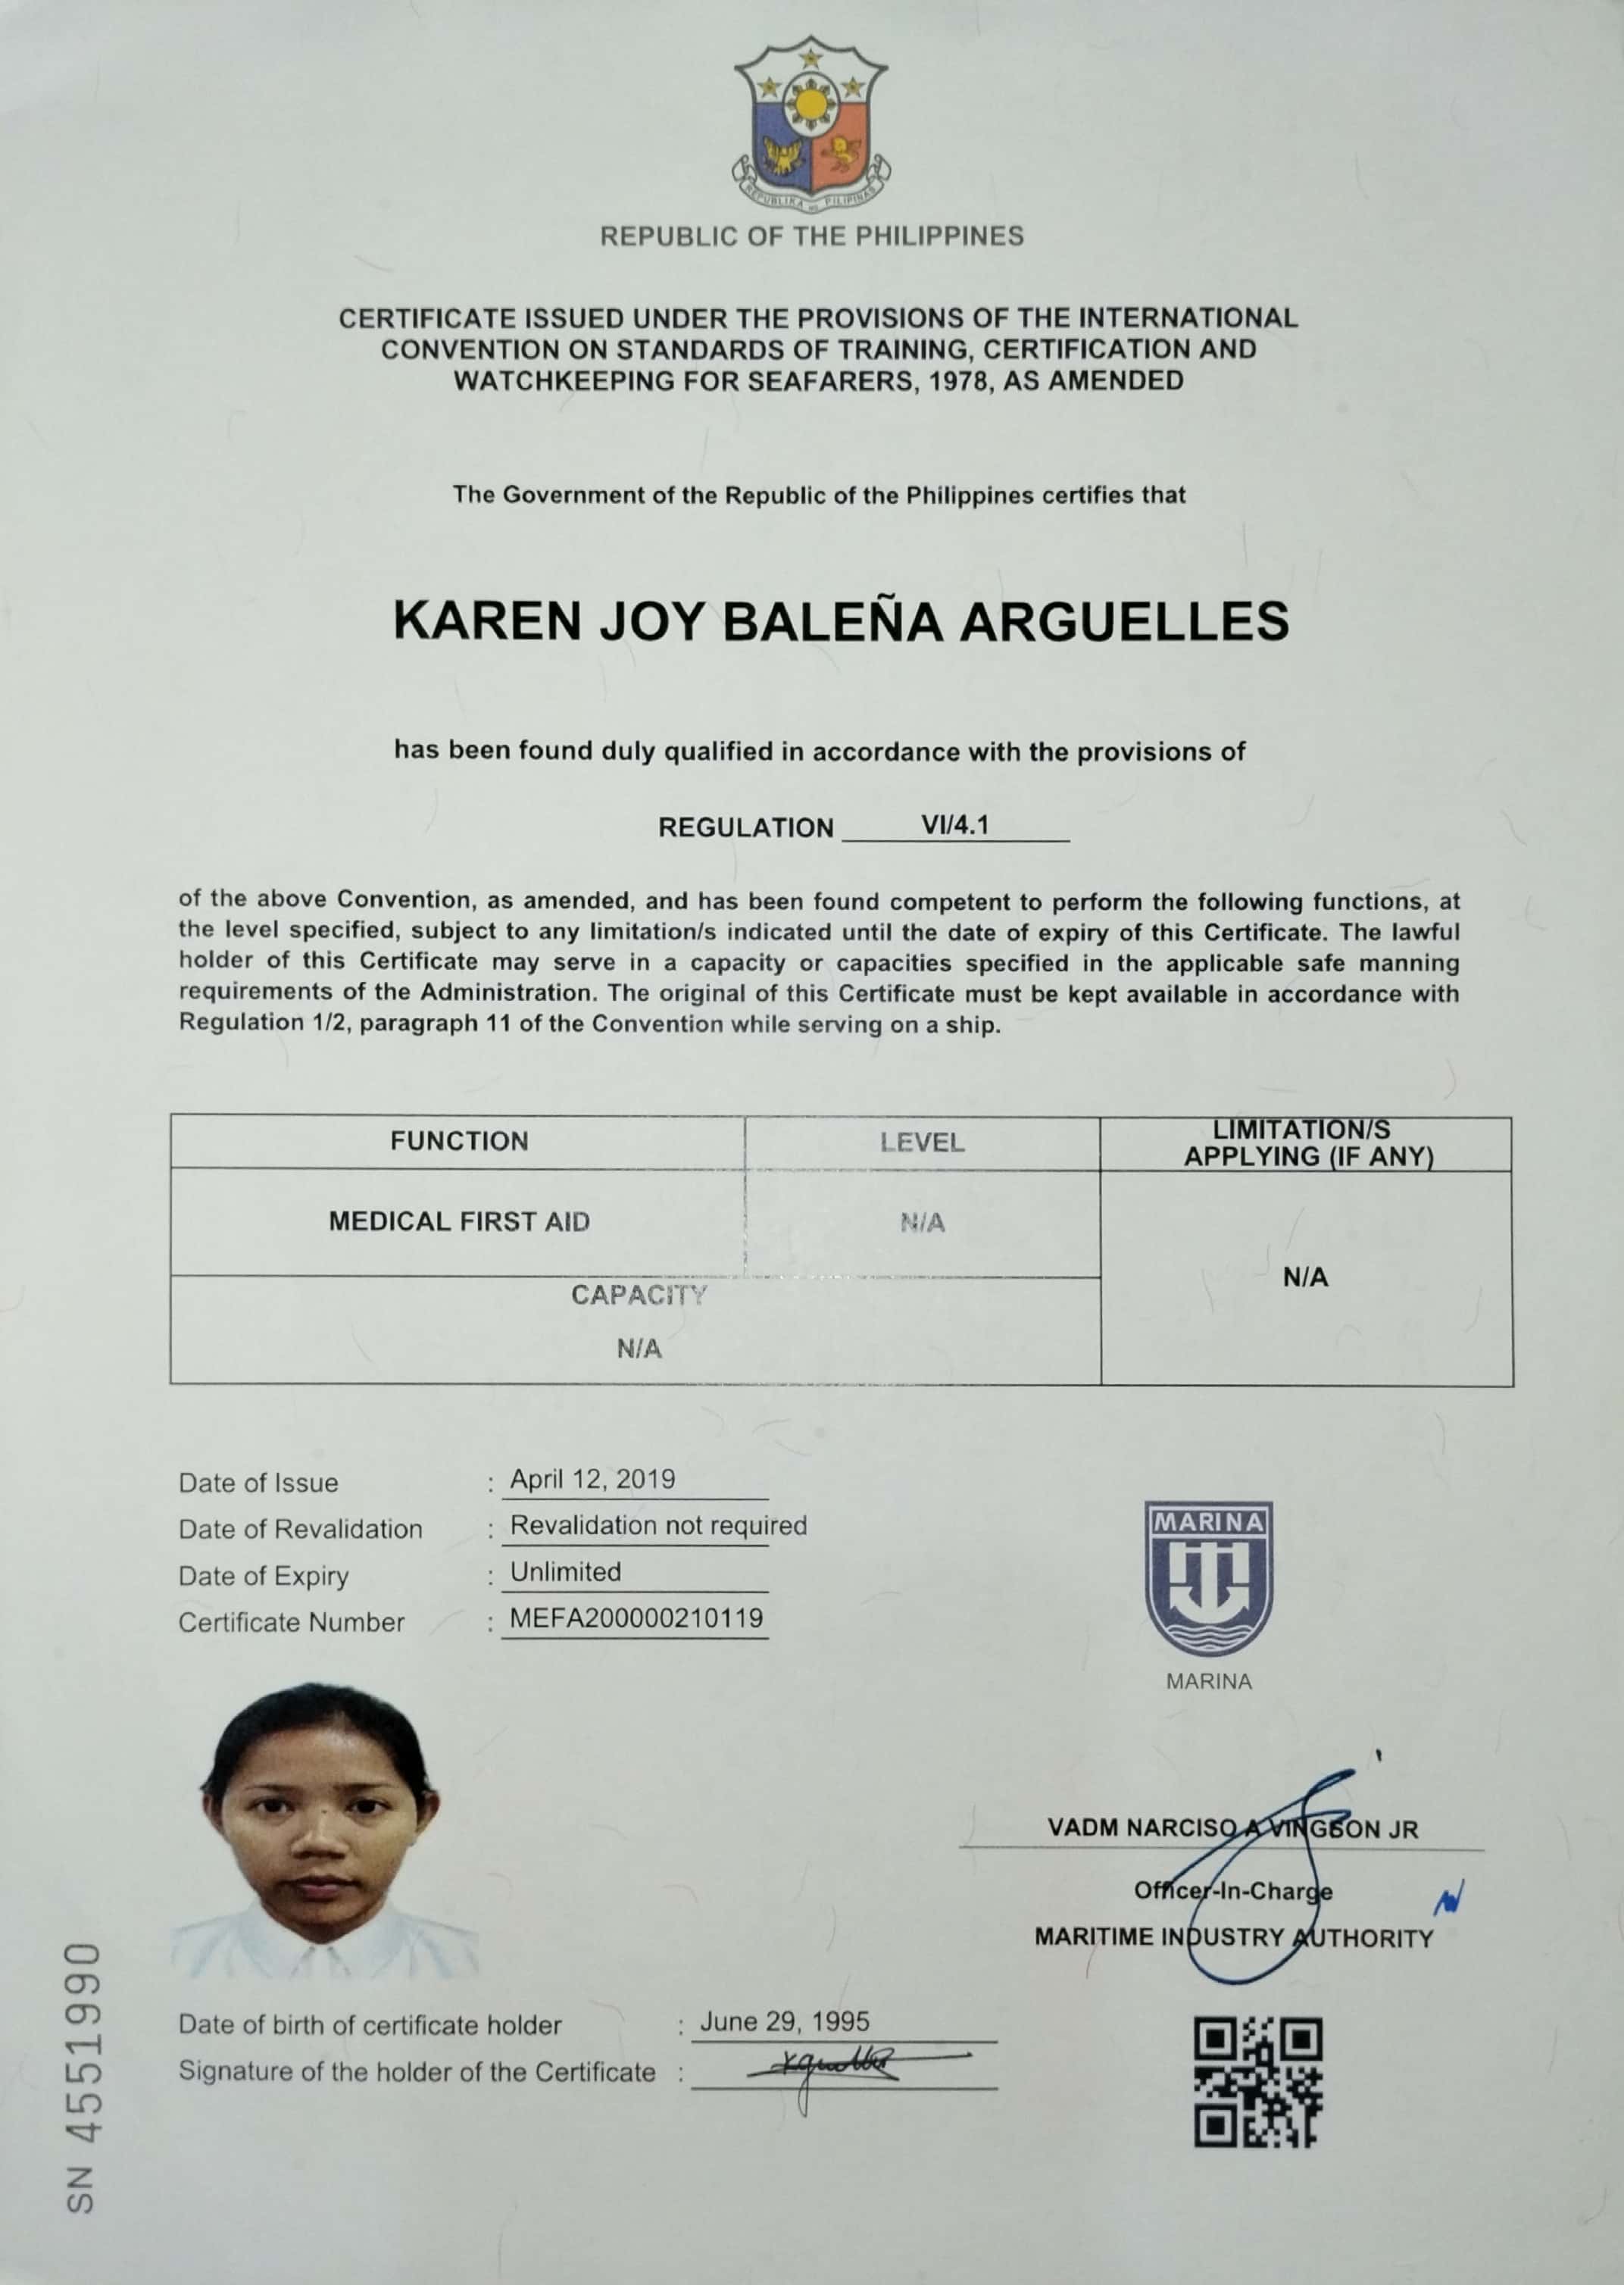 REPUBLIKA NG PILIPINAS
REPUBLIC OF THE PHILIPPINES
CERTIFICATE ISSUED UNDER THE PROVISIONS OF THE INTERNATIONAL
CONVENTION ON STANDARDS OF TRAINING, CERTIFICATION AND
WATCHKEEPING FOR SEAFARERS, 1978, AS AMENDED
The Government of the Republic of the Philippines certifies that
KAREN JOY BALEÑA ARGUELLES
has been found duly qualified in accordance with the provisions of
REGULATION VI/4.1
of the above Convention, as amended, and has been found competent to perform the following functions, at
the level specified, subject to any limitation/s indicated until the date of expiry of this Certificate. The lawful
holder of this Certificate may serve in a capacity or capacities specified in the applicable safe manning
requirements of the Administration. The original of this Certificate must be kept available in accordance with
Regulation 1/2, paragraph 11 of the Convention while serving on a ship.
FUNCTION LEVEL LIMITATION/S
APPLYING (IF ANY)
MEDICAL FIRST AID N/A
N/A
CAPACITY
N/A
Date of Issue : April 12, 2019
Date of Revalidation : Revalidation not required
Date of Expiry : Unlimited
Certificate Number : MEFA200000210119
MARINA
MARINA
VADM NARCISO A VINGSON JR
Officer-In-Charge
MARITIME INDUSTRY AUTHORITY
Date of birth of certificate holder : June 29, 1995
Signature of the holder of the Certificate :
SN 4551990